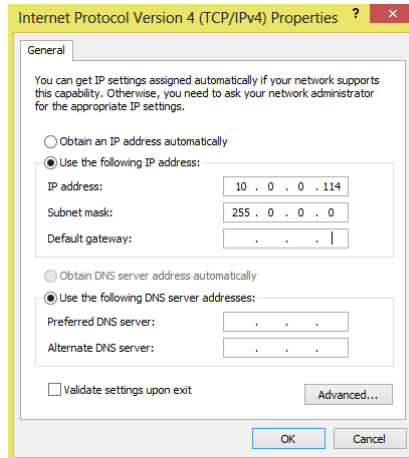 Internet Protocol Version 4 (TCP/IPv4) Properties ? ×
General
You can get IP settings assigned automatically if your network supports
this capability. Otherwise, you need to ask your network administrator
for the appropriate IP settings.
Obtain an IP address automatically
Use the following IP address:
IP address: 10 . 0 . 0 . 114
Subnet mask: 255 . 0 . 0 . 0
Default gateway: . . .
Obtain DNS server address automatically
Use the following DNS server addresses:
Preferred DNS server: . . .
Alternate DNS server: . . .
Validate settings upon exit
Advanced...
OK Cancel